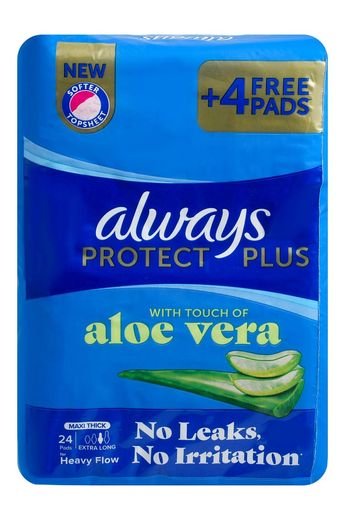 NEW
SOFTER
TOPSHEET
+4 FREE
PADS
always
PROTECT PLUS
WITH TOUCH OF
aloe vera
MAXI THICK
24
Pads
EXTRA LONG
for
Heavy Flow
No Leaks,
No Irritation